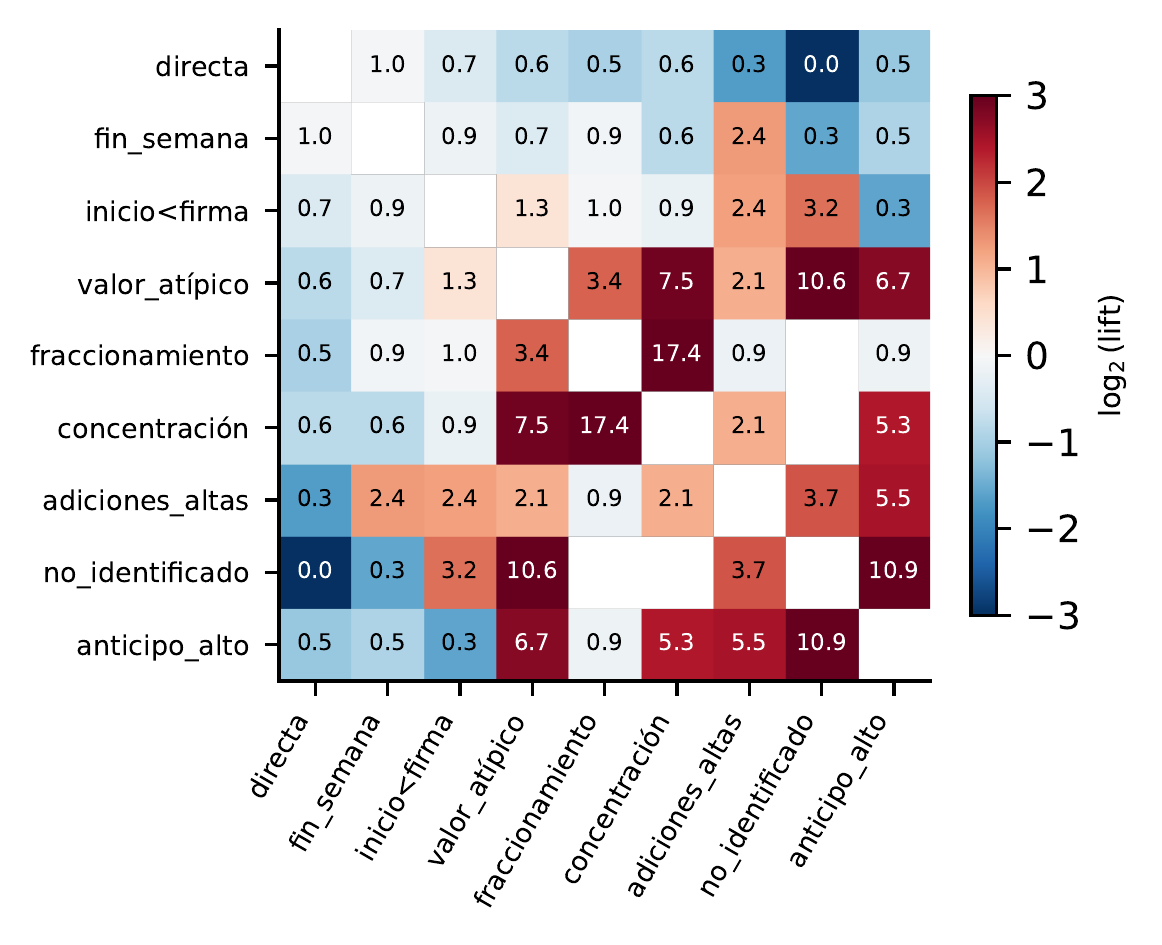 directa 1.0 0.7 0.6 0.5 0.6 0.3 0.0 0.5
fin_semana 1.0 0.9 0.7 0.9 0.6 2.4 0.3 0.5
inicio<firma 0.7 0.9 1.3 1.0 0.9 2.4 3.2 0.3
valor_atípico 0.6 0.7 1.3 3.4 7.5 2.1 10.6 6.7
fraccionamiento 0.5 0.9 1.0 3.4 17.4 0.9 0.9
concentración 0.6 0.6 0.9 7.5 17.4 2.1 5.3
adiciones_altas 0.3 2.4 2.4 2.1 0.9 2.1 3.7 5.5
no_identificado 0.0 0.3 3.2 10.6 3.7 10.9
anticipo_alto 0.5 0.5 0.3 6.7 0.9 5.3 5.5 10.9
directa
fin_semana
inicio<firma
valor_atípico
fraccionamiento
concentración
adiciones_altas
no_identificado
anticipo_alto
3
2
1
0
−1
−2
−3
log₂ (lift)